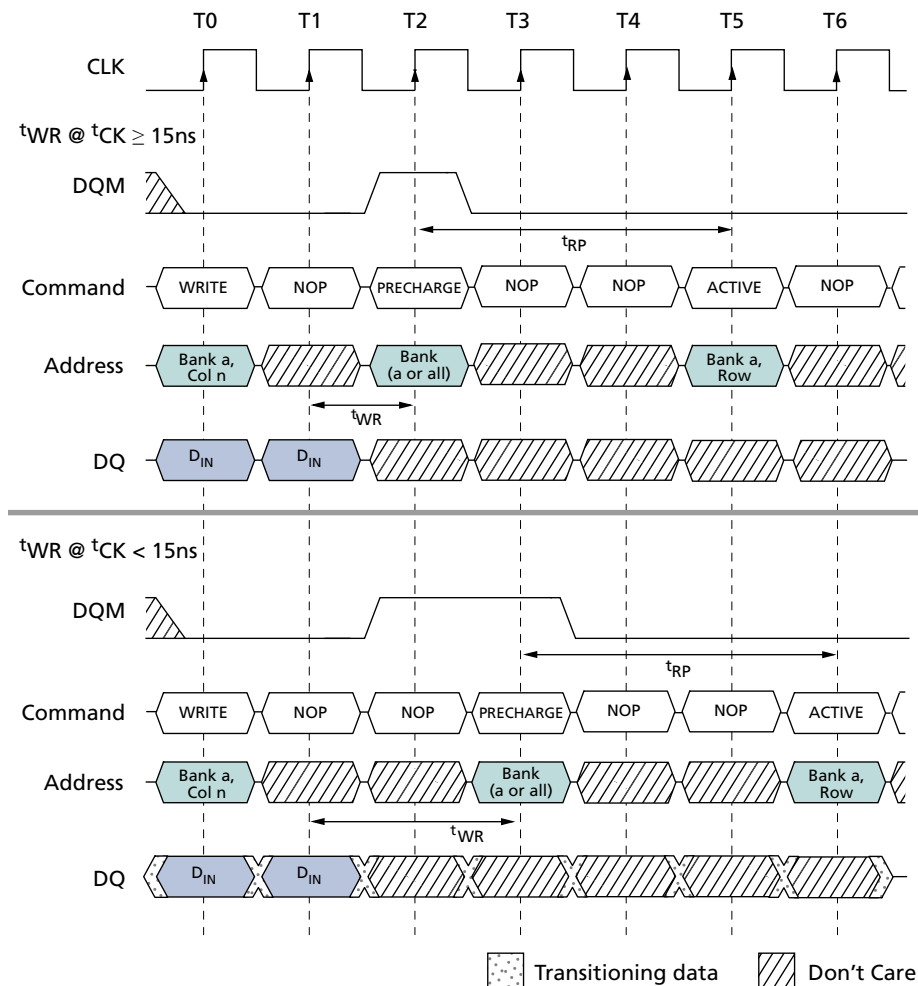 T0 T1 T2 T3 T4 T5 T6
CLK
tWR @ tCK ≥ 15ns
DQM
tRP
Command WRITE NOP PRECHARGE NOP NOP ACTIVE NOP
Address Bank a, Bank Bank a,
Col n (a or all) Row
tWR
DQ DIN DIN
tWR @ tCK < 15ns
DQM
tRP
Command WRITE NOP NOP PRECHARGE NOP NOP ACTIVE
Address Bank a, Bank Bank a,
Col n (a or all) Row
tWR
DQ DIN DIN
Transitioning data Don't Care